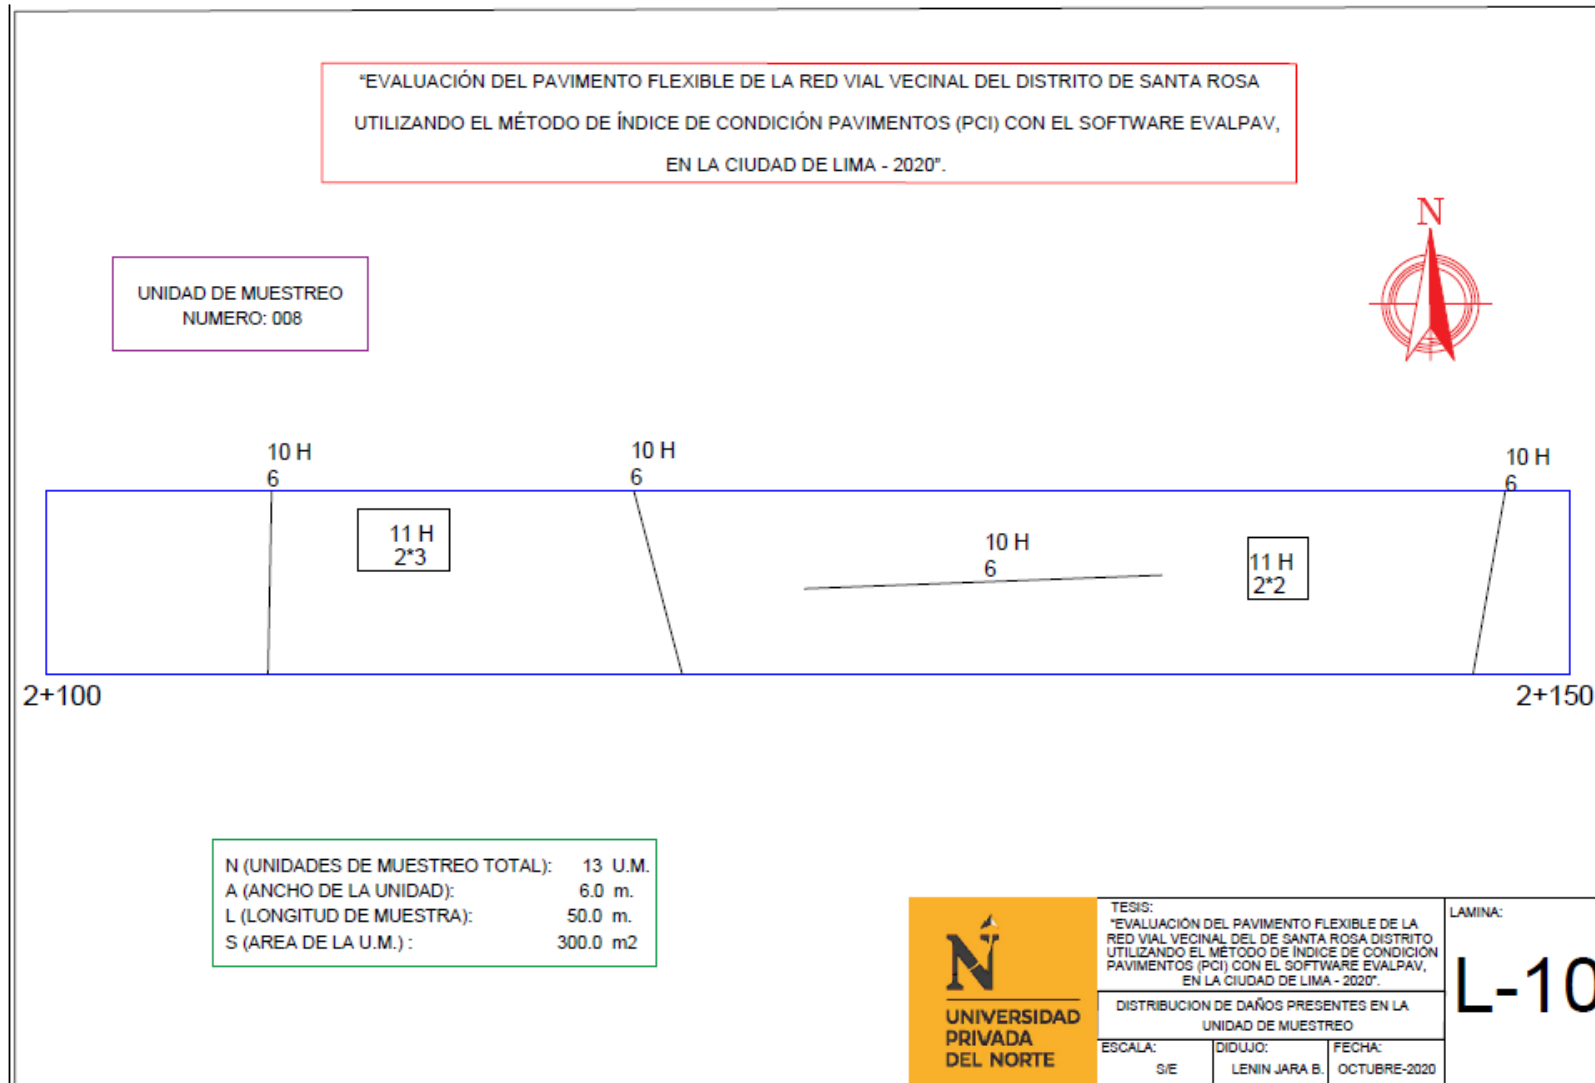 "EVALUACIÓN DEL PAVIMENTO FLEXIBLE DE LA RED VIAL VECINAL DEL DISTRITO DE SANTA ROSA
UTILIZANDO EL MÉTODO DE ÍNDICE DE CONDICIÓN PAVIMENTOS (PCI) CON EL SOFTWARE EVALPAV,
EN LA CIUDAD DE LIMA - 2020".
N
UNIDAD DE MUESTREO
NUMERO: 008
10 H
6
10 H
6
10 H
6
11 H
2*3
10 H
6
11 H
2*2
2+100
2+150
N (UNIDADES DE MUESTREO TOTAL): 13 U.M.
A (ANCHO DE LA UNIDAD): 6.0 m.
L (LONGITUD DE MUESTRA): 50.0 m.
S (AREA DE LA U.M.) : 300.0 m2
N
UNIVERSIDAD
PRIVADA
DEL NORTE
TESIS:
"EVALUACIÓN DEL PAVIMENTO FLEXIBLE DE LA
RED VIAL VECINAL DEL DE SANTA ROSA DISTRITO
UTILIZANDO EL MÉTODO DE ÍNDICE DE CONDICIÓN
PAVIMENTOS (PCI) CON EL SOFTWARE EVALPAV,
EN LA CIUDAD DE LIMA - 2020".
DISTRIBUCION DE DAÑOS PRESENTES EN LA
UNIDAD DE MUESTREO
ESCALA:
S/E
DIDUJO:
LENIN JARA B.
FECHA:
OCTUBRE-2020
LAMINA:
L-10